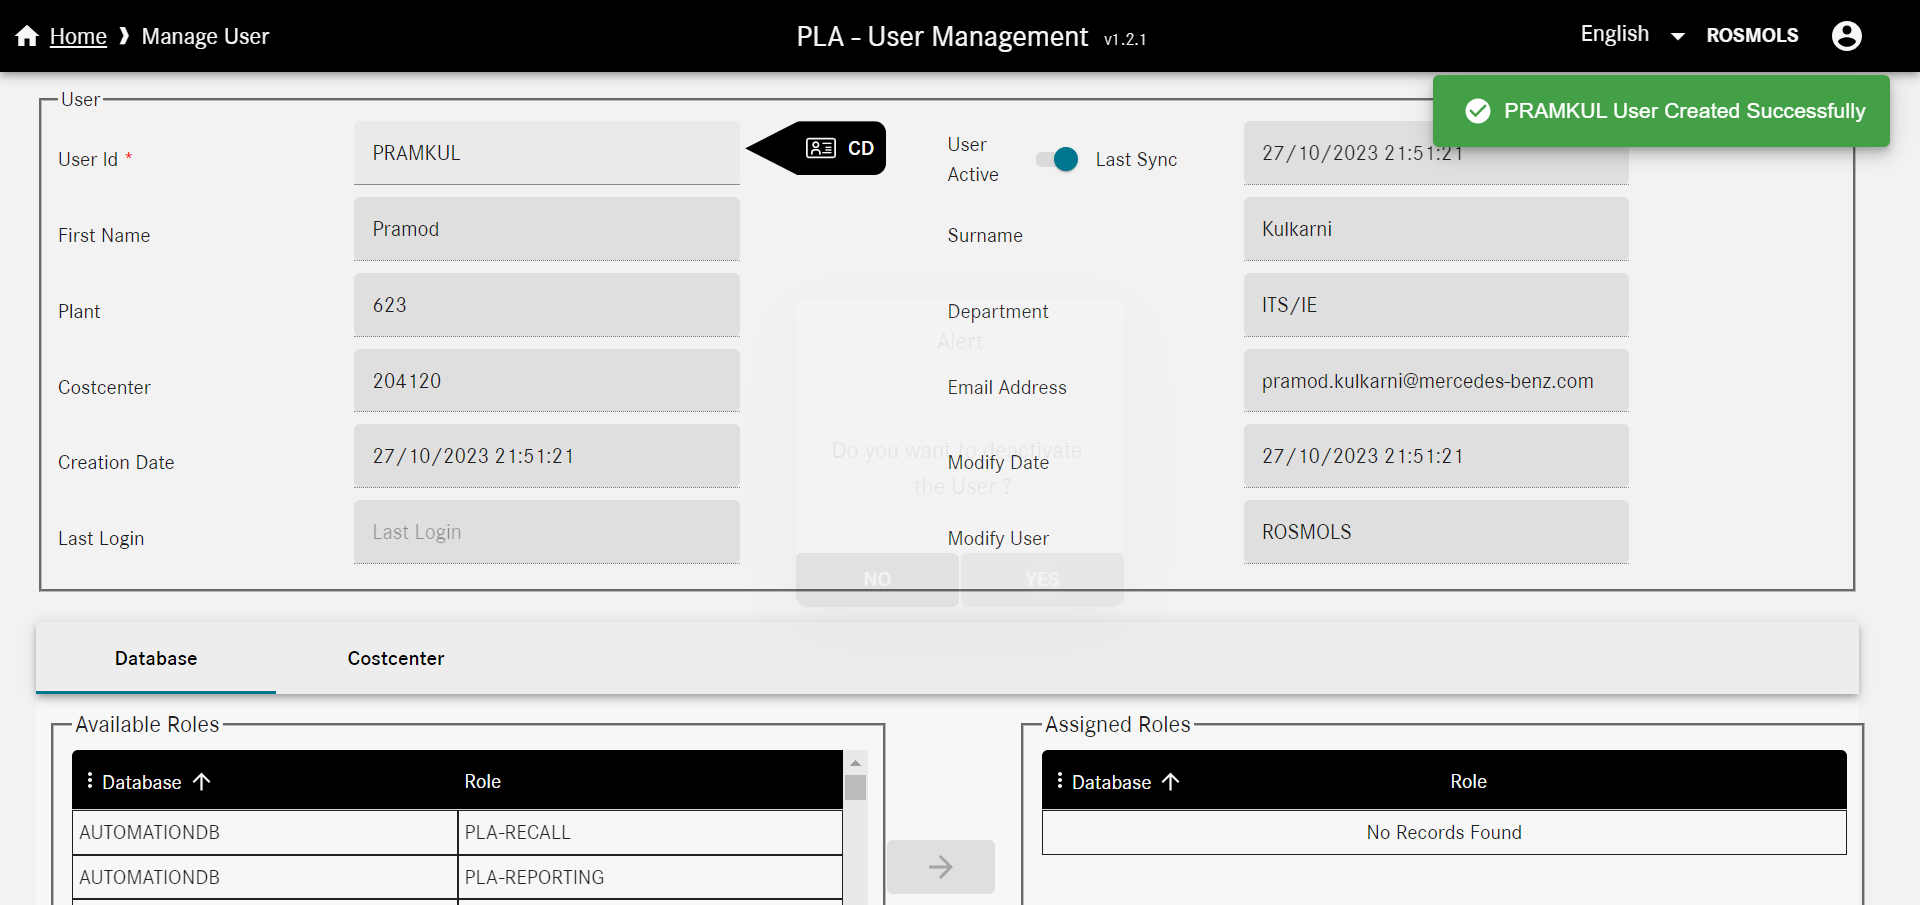 Home ❱ Manage User
PLA - User Management v1.2.1
English
ROSMOLS
PRAMKUL User Created Successfully
User
User Id *
PRAMKUL
CD
User Active
Last Sync
27/10/2023 21:51:21
First Name
Pramod
Surname
Kulkarni
Plant
623
Department
ITS/IE
Alert
Costcenter
204120
Email Address
pramod.kulkarni@mercedes-benz.com
Do you want to deactivate
the User ?
Creation Date
27/10/2023 21:51:21
Modify Date
27/10/2023 21:51:21
Last Login
Last Login
Modify User
ROSMOLS
NO
YES
Database
Costcenter
Available Roles
Database
Role
AUTOMATIONDB
PLA-RECALL
AUTOMATIONDB
PLA-REPORTING
Assigned Roles
Database
Role
No Records Found